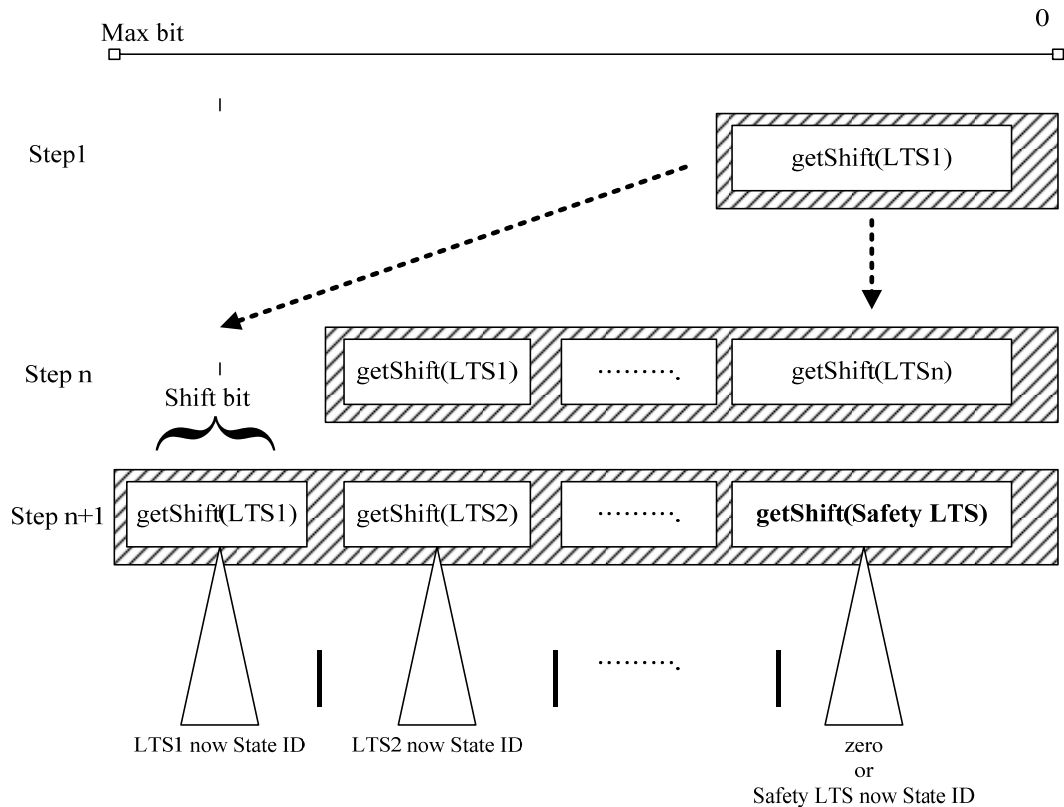 Max bit 0
Step1 getShift(LTS1)
Step n getShift(LTS1) ………. getShift(LTSn)
Shift bit
Step n+1 getShift(LTS1) getShift(LTS2) ………. getShift(Safety LTS)
……….
LTS1 now State ID LTS2 now State ID zero
or
Safety LTS now State ID